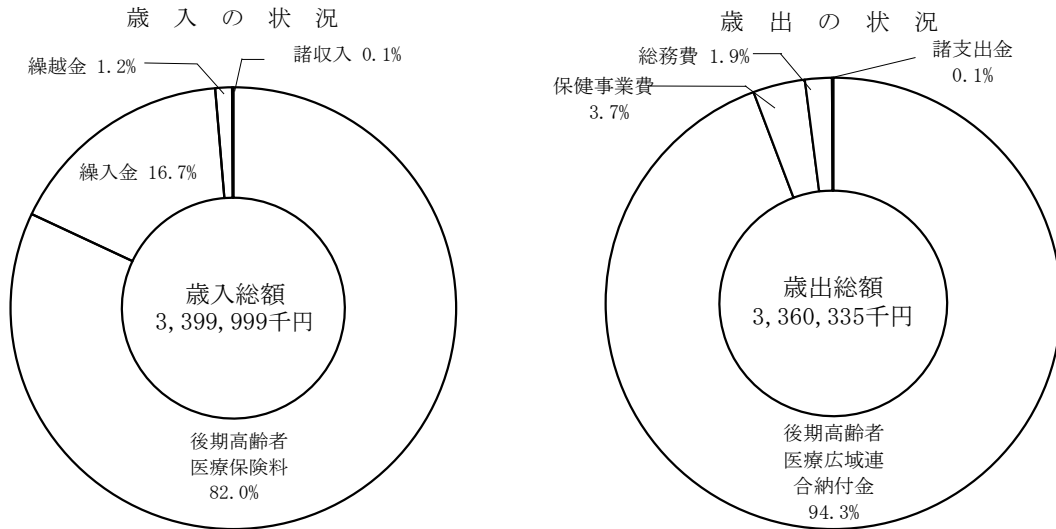 歳入の状況
諸収入 0.1%
繰越金 1.2%
繰入金 16.7%
歳入総額
3,399,999千円
後期高齢者
医療保険料
82.0%
歳出の状況
諸支出金
0.1%
総務費 1.9%
保健事業費
3.7%
歳出総額
3,360,335千円
後期高齢者
医療広域連
合納付金
94.3%